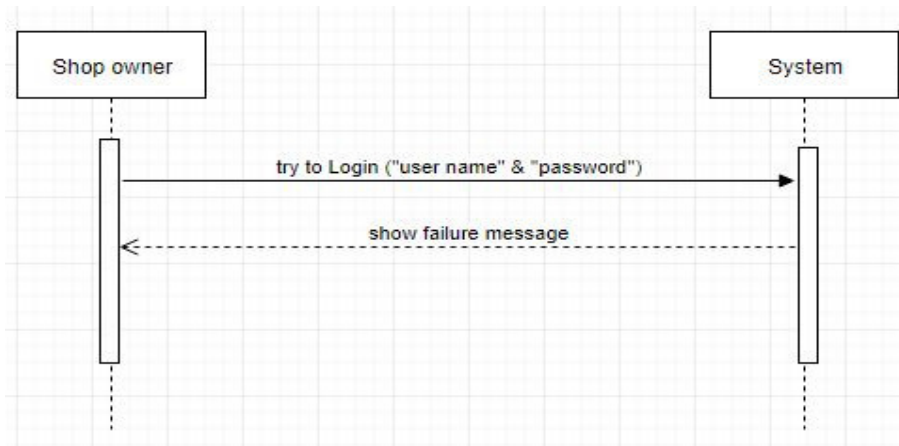 Shop owner
System
try to Login ("user name" & "password")
show failure message